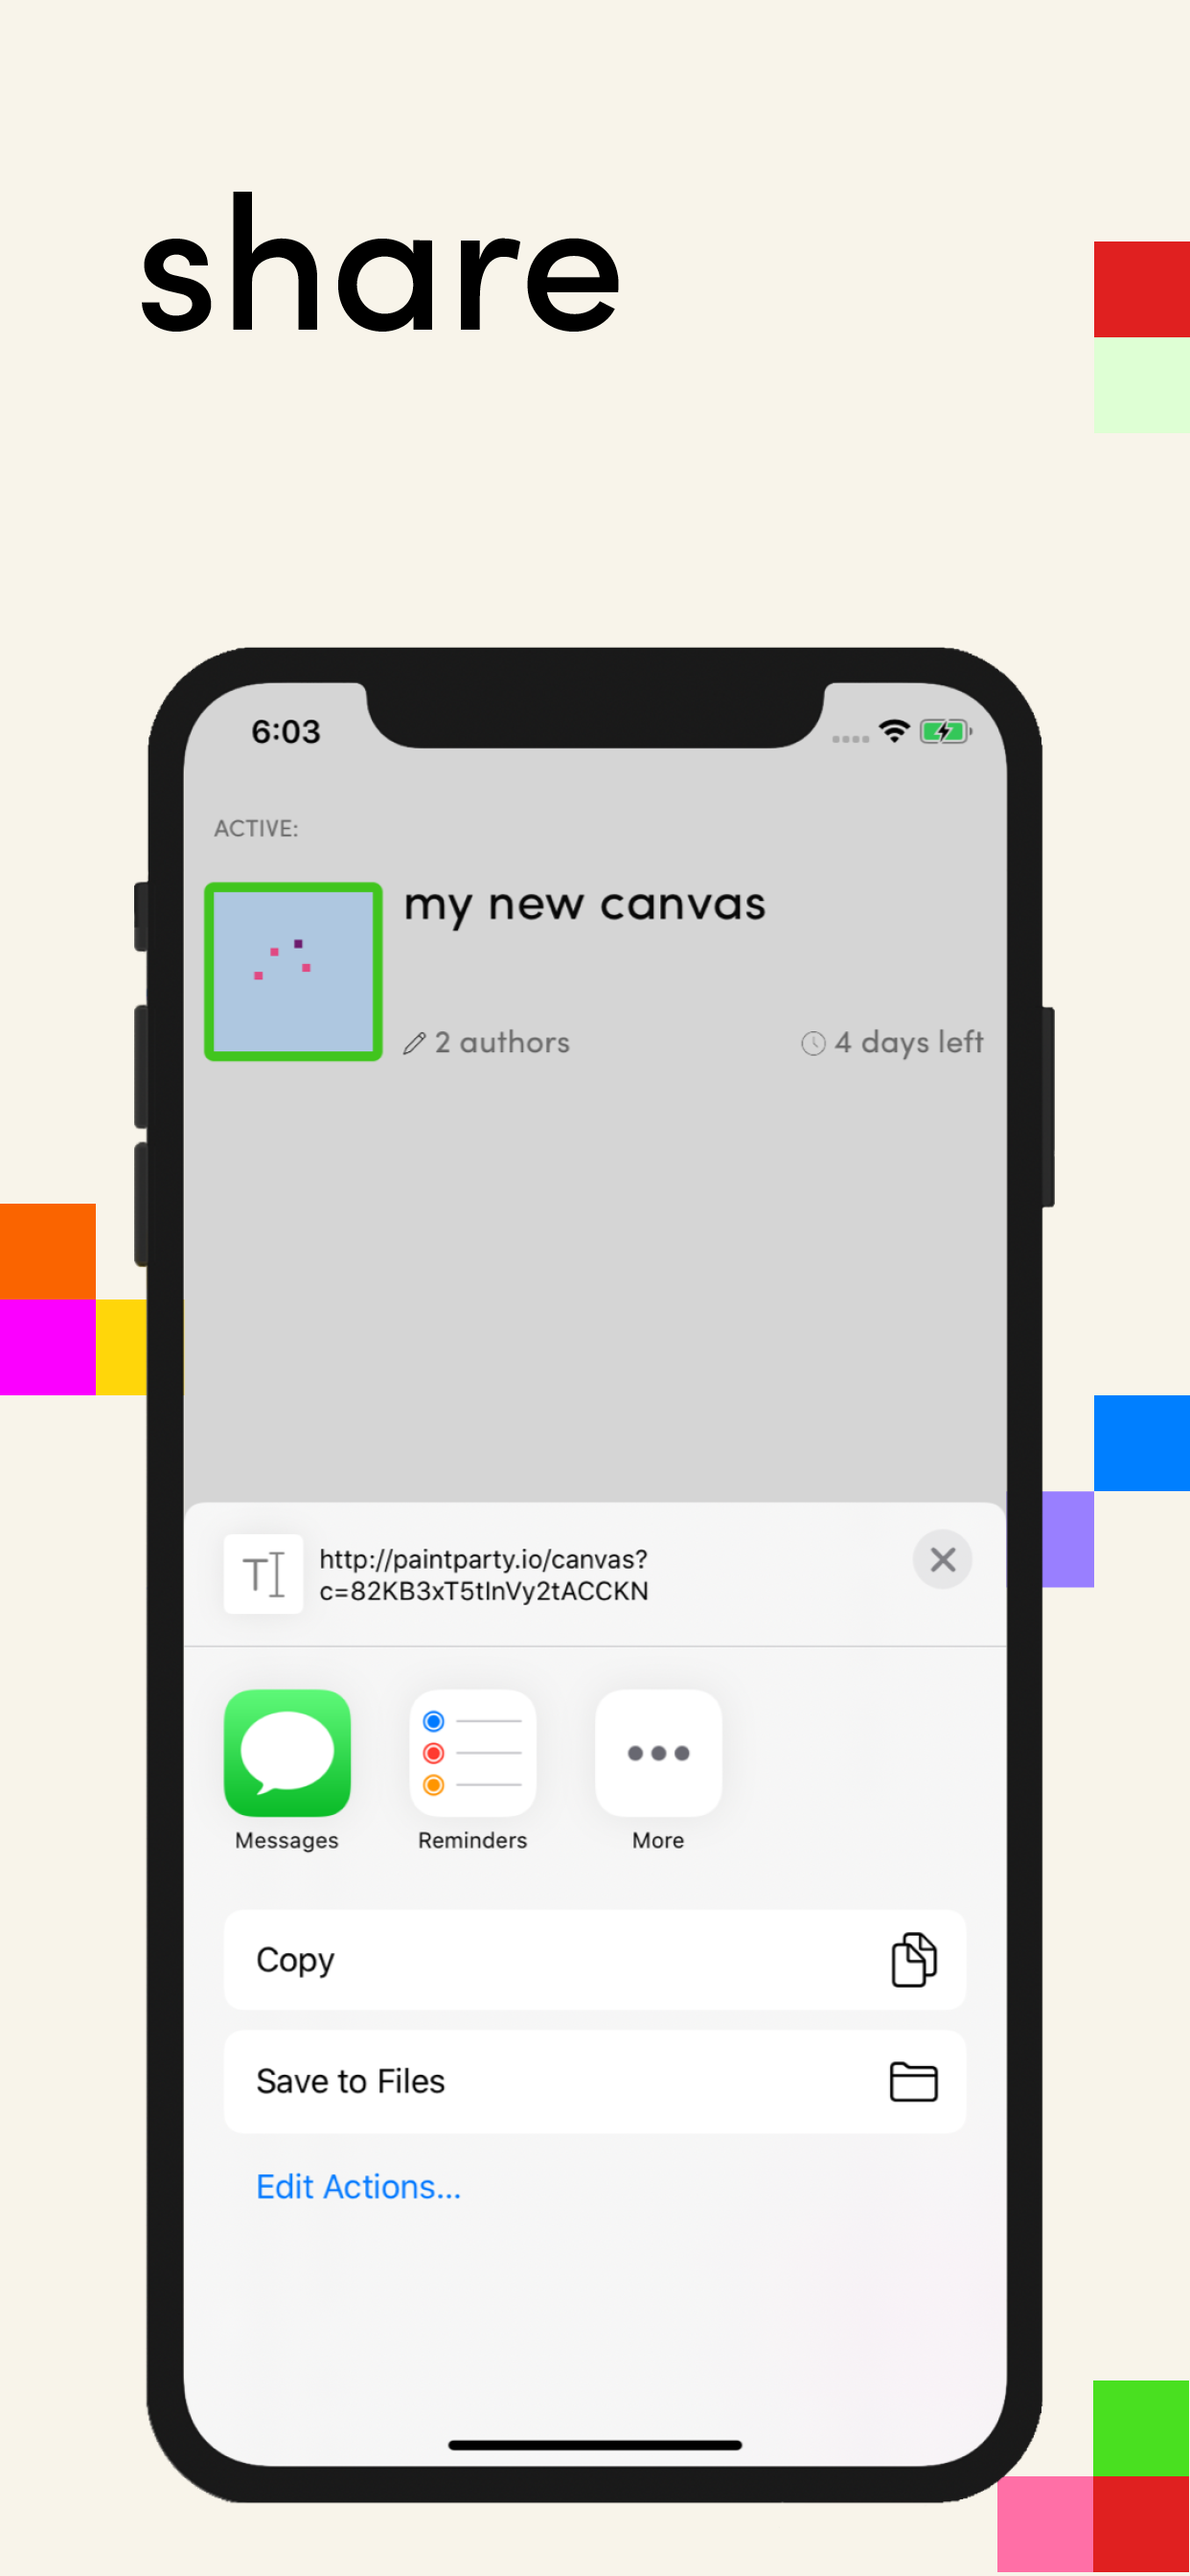 share
6:03
ACTIVE:
my new canvas
2 authors
4 days left
http://paintparty.io/canvas?
c=82KB3xT5tInVy2tACCKN
Messages
Reminders
More
Copy
Save to Files
Edit Actions...